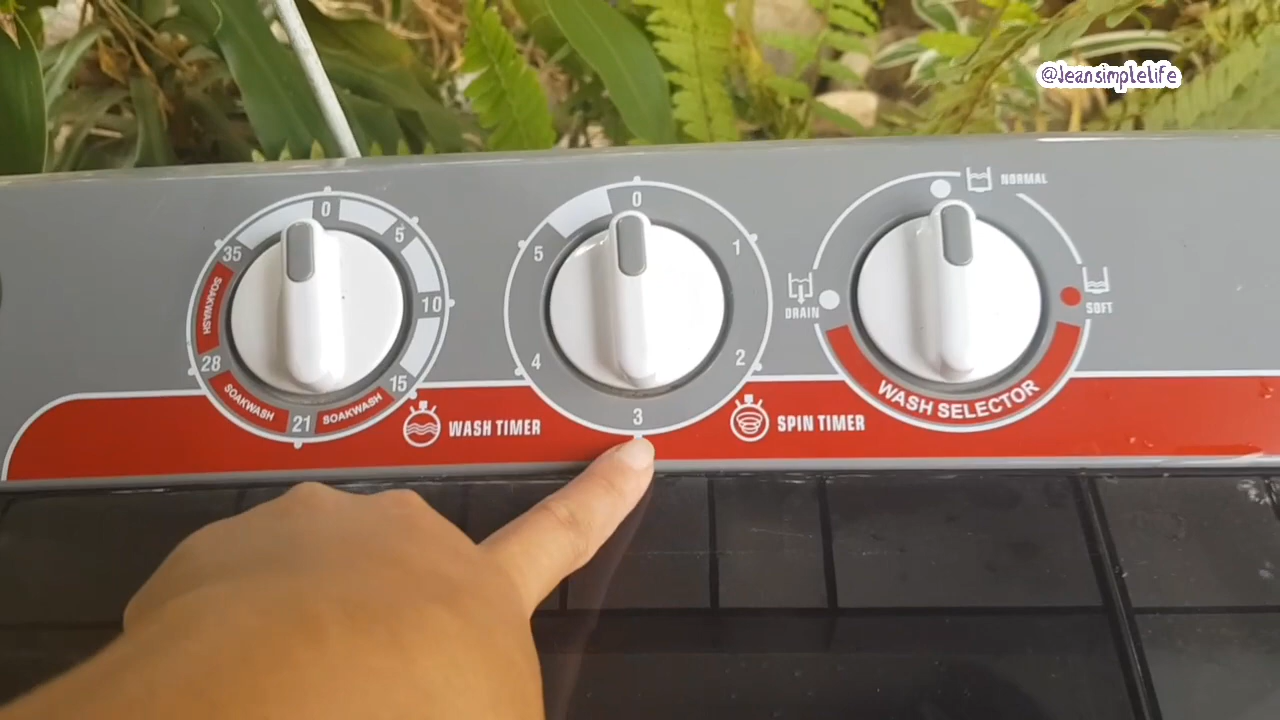 @Jeansimplelife
0
5
10
15
21
28
35
SOAKWASH
SOAKWASH
SOAKWASH
WASH TIMER
0
1
2
3
4
5
SPIN TIMER
NORMAL
SOFT
DRAIN
WASH SELECTOR